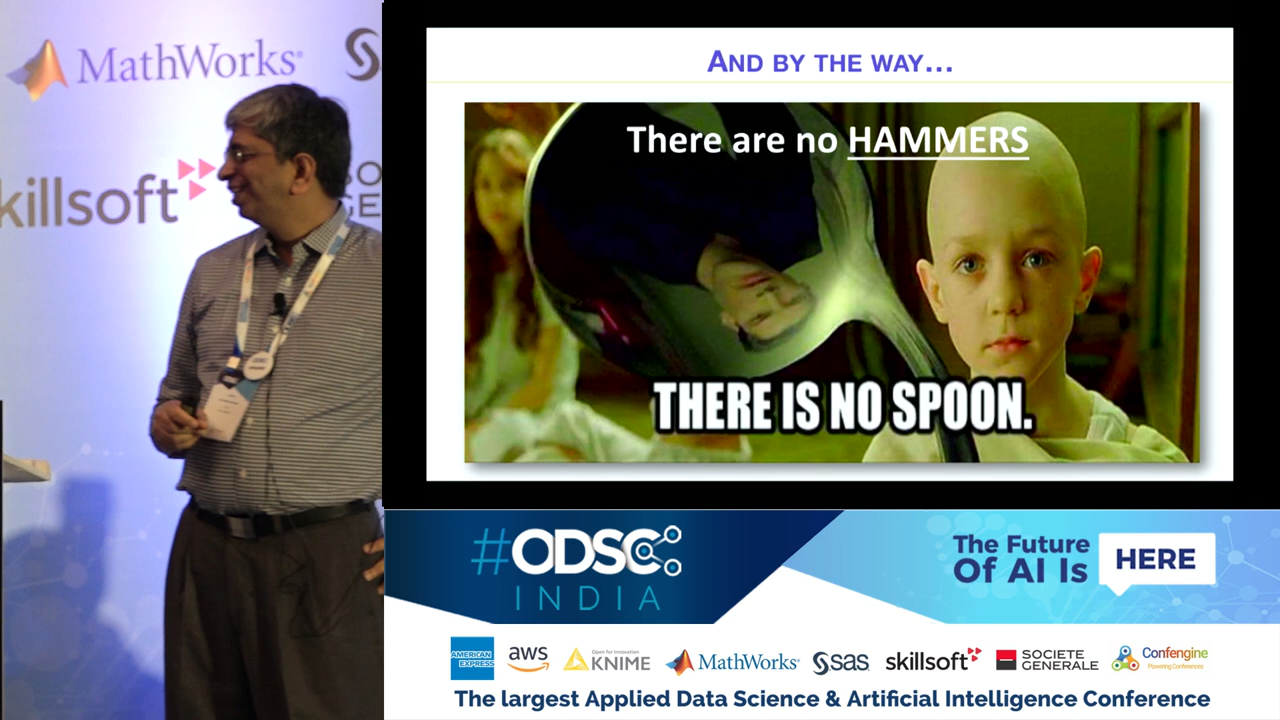 MathWorks®
killsoft
AND BY THE WAY...
There are no HAMMERS
THERE IS NO SPOON.
#ODSC
INDIA
The Future
Of AI Is
HERE
AMERICAN
EXPRESS
aws
Open for Innovation
KNIME
MathWorks®
sas
skillsoft
SOCIETE
GENERALE
Confengine
Powering Conferences
The largest Applied Data Science & Artificial Intelligence Conference